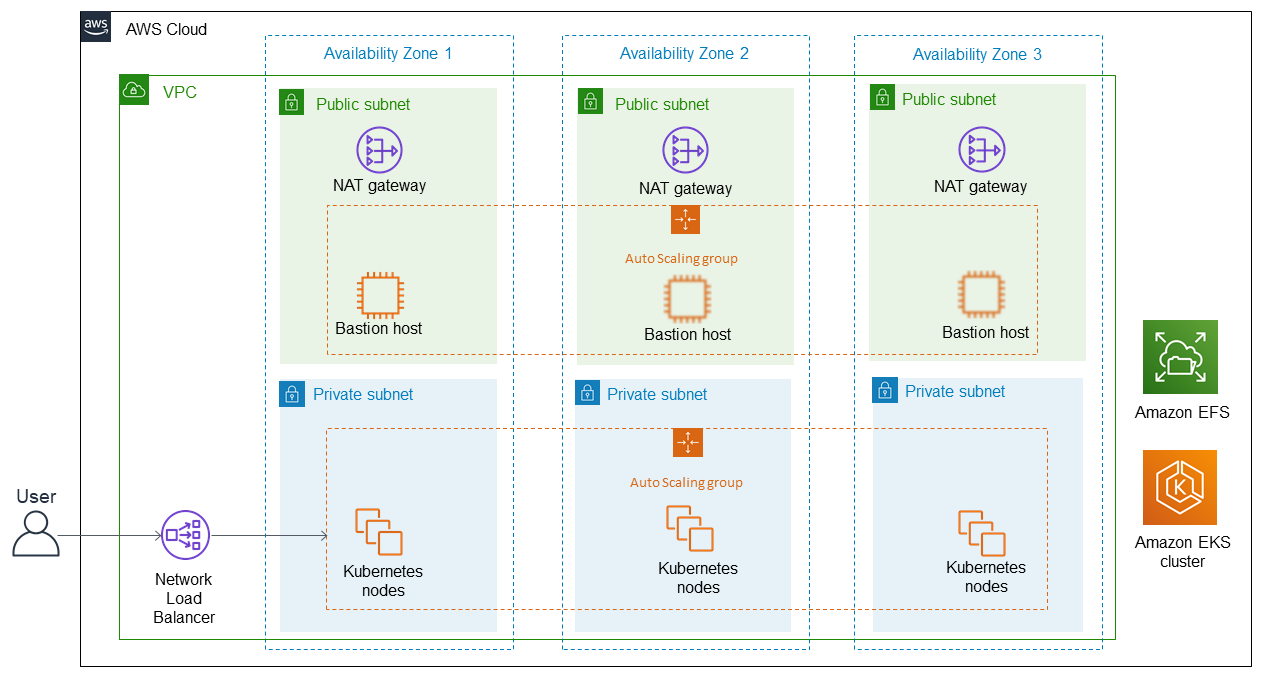 aws
AWS Cloud
Availability Zone 1
Availability Zone 2
Availability Zone 3
VPC
Public subnet
Public subnet
Public subnet
NAT gateway
NAT gateway
NAT gateway
Auto Scaling group
Bastion host
Bastion host
Bastion host
Private subnet
Private subnet
Private subnet
Amazon EFS
Auto Scaling group
User
K
Kubernetes
nodes
Kubernetes
nodes
Kubernetes
nodes
Amazon EKS
cluster
Network
Load
Balancer